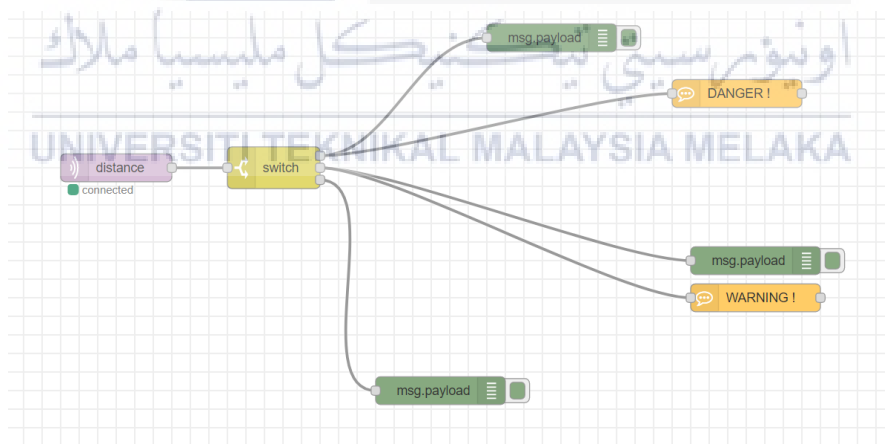 msg.payload
اونيۏرسيتي تيكنيكل مليسيا ملاك
DANGER !
UNIVERSITI TEKNIKAL MALAYSIA MELAKA
distance
switch
connected
msg.payload
WARNING !
msg.payload